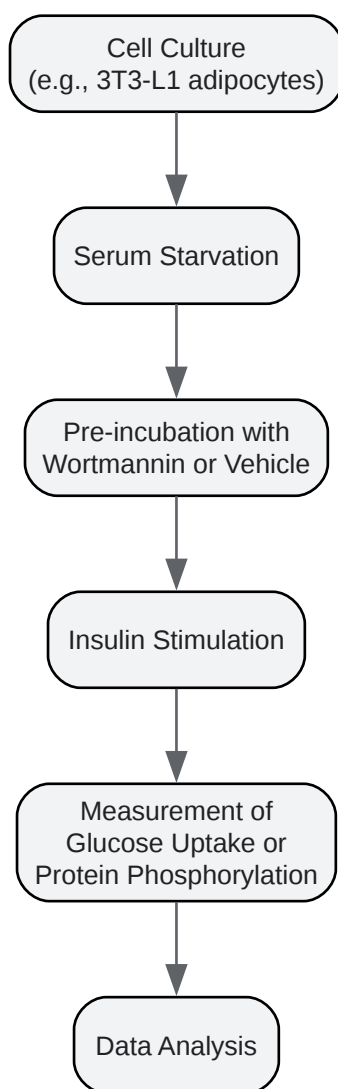 Cell Culture
(e.g., 3T3-L1 adipocytes)
Serum Starvation
Pre-incubation with
Wortmannin or Vehicle
Insulin Stimulation
Measurement of
Glucose Uptake or
Protein Phosphorylation
Data Analysis